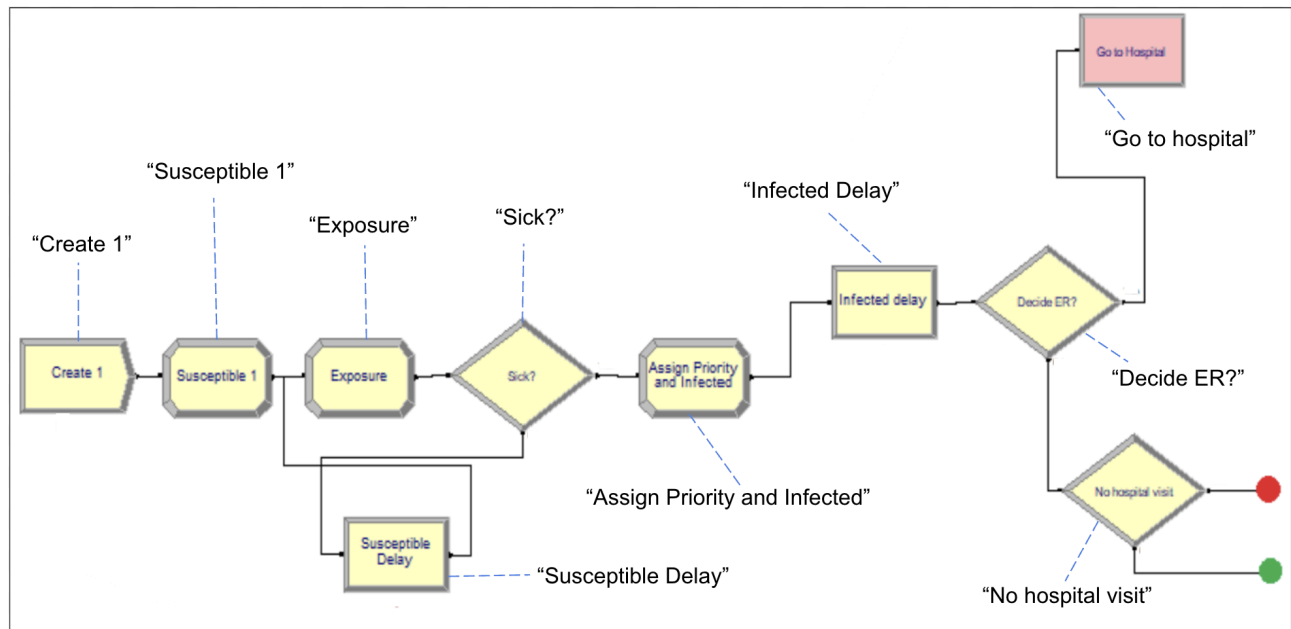 Go to Hospital
“Go to hospital”
“Susceptible 1”
“Infected Delay”
“Exposure”
“Sick?”
“Create 1”
Infected delay
Decide ER?
Create 1
Susceptible 1
Exposure
Sick?
Assign Priority
and Infected
“Decide ER?”
“Assign Priority and Infected”
No hospital visit
Susceptible
Delay
“Susceptible Delay”
“No hospital visit”